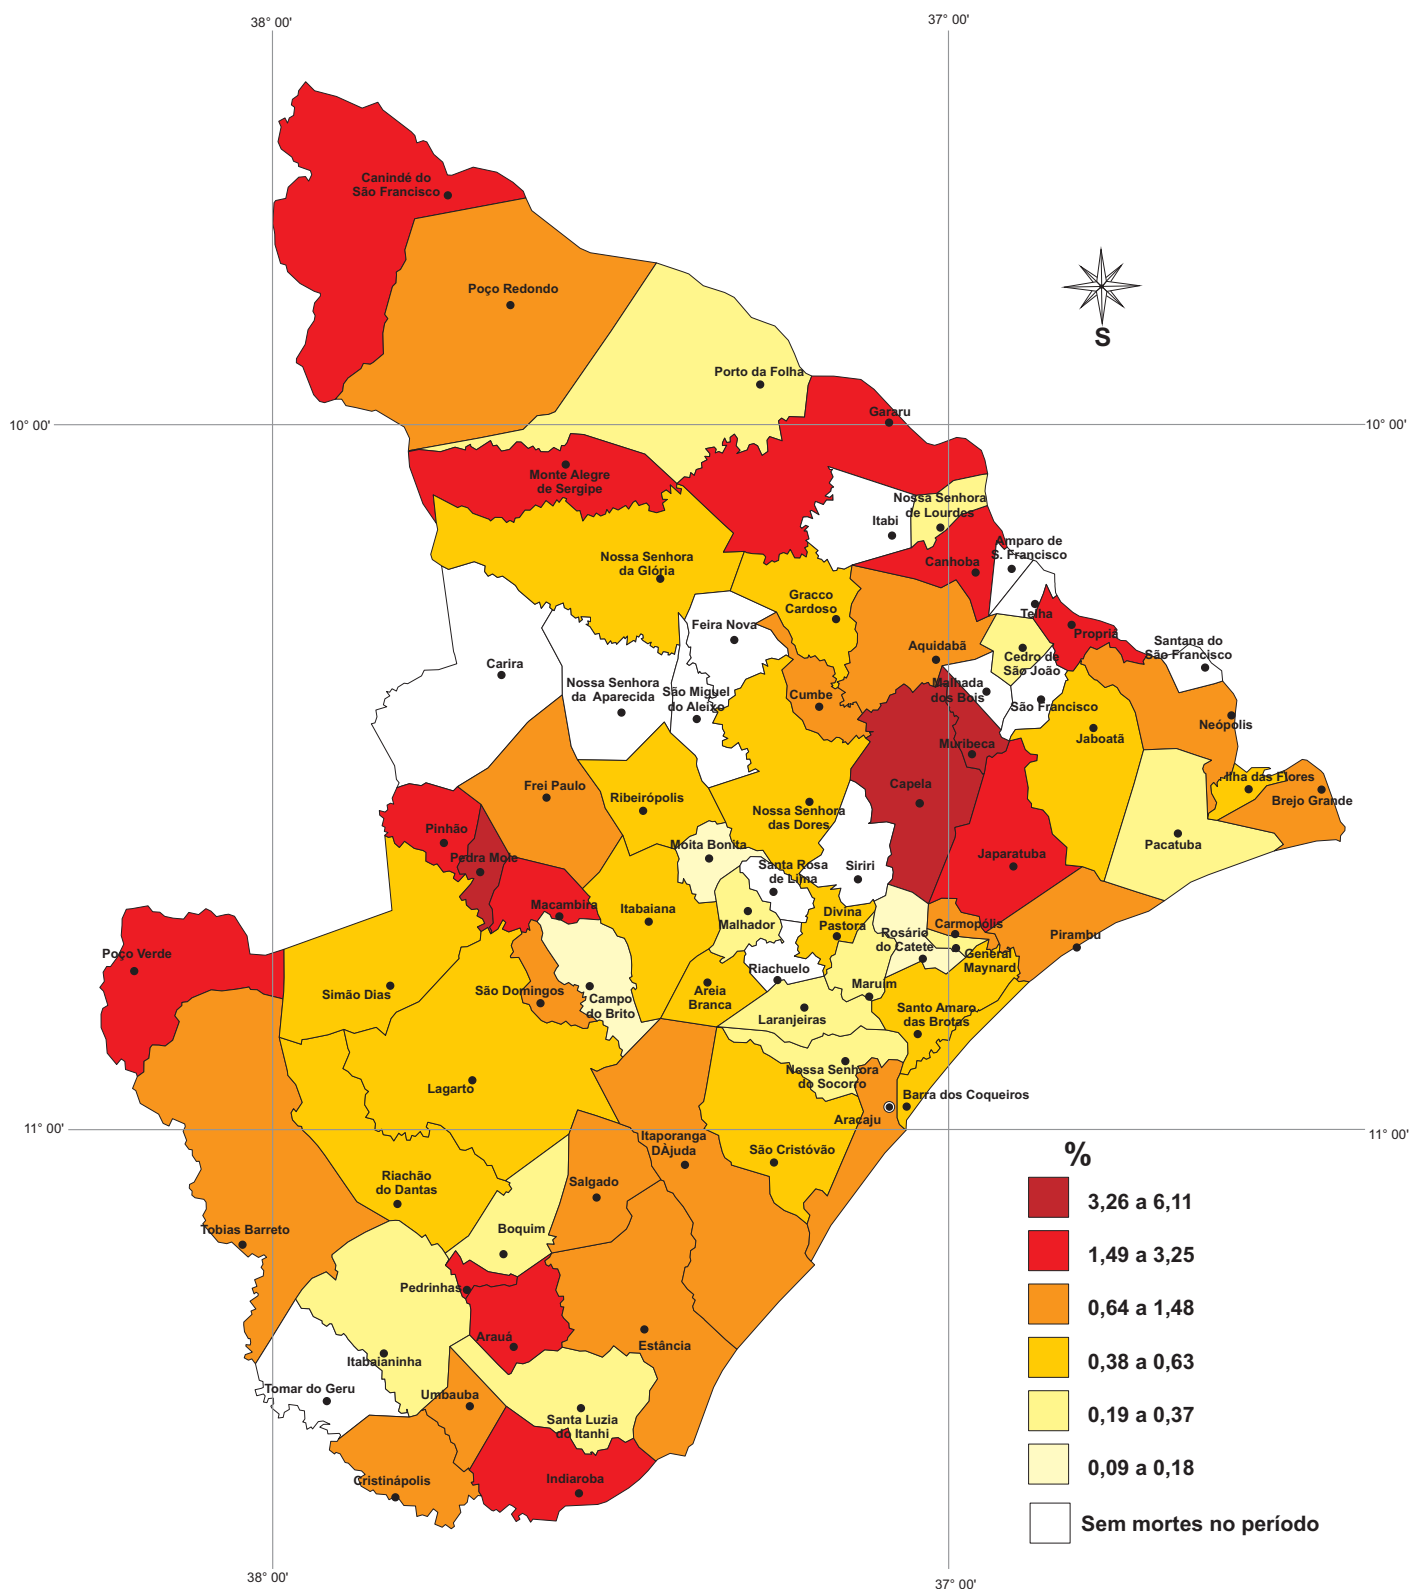 38° 00'
37° 00'
Canindé do
São Francisco
Poço Redondo
S
Porto da Folha
Gararu
10° 00'
10° 00'
Monte Alegre
de Sergipe
Nossa Senhora
de Lourdes
Itabi
Amparo de
S. Francisco
Nossa Senhora
da Glória
Canhoba
Gracco
Cardoso
Telha
Feira Nova
Propriá
Santana do
São Francisco
Aquidabã
Cedro de
São João
Carira
Nossa Senhora
da Aparecida
São Miguel
do Aleixo
Cumbe
Malhada
dos Bois
São Francisco
Neópolis
Jaboatã
Muribeca
Frei Paulo
Ribeirópolis
Capela
Ilha das Flores
Brejo Grande
Nossa Senhora
das Dores
Pinhão
Pedra Mole
Moita Bonita
Pacatuba
Japaratuba
Santa Rosa
de Lima
Siriri
Macambira
Itabaiana
Malhador
Divina
Pastora
Carmopólis
Rosário
do Catete
Pirambu
General
Maynard
Poço Verde
Riachuelo
Simão Dias
São Domingos
Campo
do Brito
Areia
Branca
Maruim
Laranjeiras
Santo Amaro
das Brotas
Nossa Senhora
do Socorro
Lagarto
Barra dos Coqueiros
Aracaju
11° 00'
11° 00'
Itaporanga
DÀjuda
São Cristóvão
Riachão
do Dantas
Salgado
Tobias Barreto
Boquim
Pedrinhas
Arauá
Estância
Itabaianinha
Tomar do Geru
Umbauba
Santa Luzia
do Itanhi
Cristinápolis
Indiaroba
%
3,26 a 6,11
1,49 a 3,25
0,64 a 1,48
0,38 a 0,63
0,19 a 0,37
0,09 a 0,18
Sem mortes no período
38° 00'
37° 00'